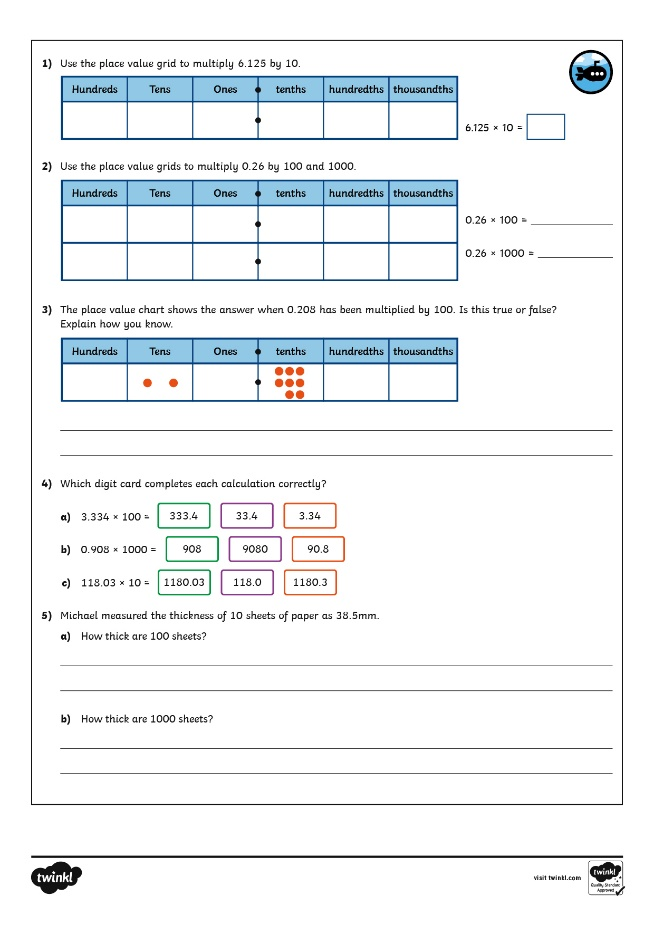 1) Use the place value grid to multiply 6.125 by 10.
Hundreds Tens Ones tenths hundredths thousandths
6.125 × 10 =
2) Use the place value grids to multiply 0.26 by 100 and 1000.
Hundreds Tens Ones tenths hundredths thousandths
0.26 × 100 =
0.26 × 1000 =
3) The place value chart shows the answer when 0.208 has been multiplied by 100. Is this true or false?
Explain how you know.
Hundreds Tens Ones tenths hundredths thousandths
4) Which digit card completes each calculation correctly?
a) 3.334 × 100 = 333.4 33.4 3.34
b) 0.908 × 1000 = 908 9080 90.8
c) 118.03 × 10 = 1180.03 118.0 1180.3
5) Michael measured the thickness of 10 sheets of paper as 38.5mm.
a) How thick are 100 sheets?
b) How thick are 1000 sheets?
twinkl
visit twinkl.com
twinkl
Quality Standard
Approved